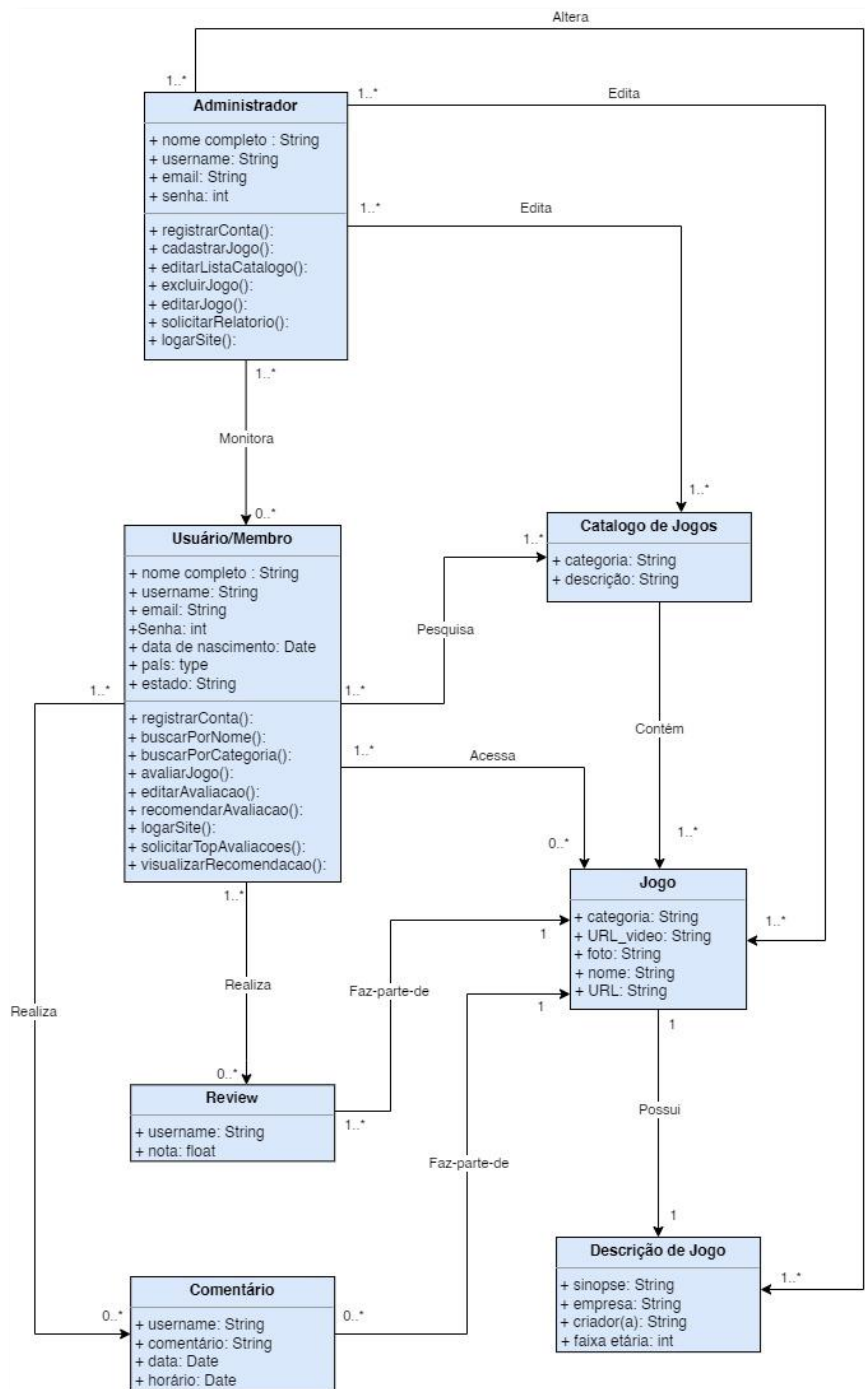 Altera
1..*
1..*
Edita
Administrador
+ nome completo : String
+ username: String
+ email: String
+ senha: int
+ registrarConta():
+ cadastrarJogo():
+ editarListaCatalogo():
+ excluirJogo():
+ editarJogo():
+ solicitarRelatorio():
+ logarSite():
1..*
Edita
1..*
Monitora
0..*
Usuário/Membro
+ nome completo : String
+ username: String
+ email: String
+Senha: int
+ data de nascimento: Date
+ país: type
+ estado: String
+ registrarConta():
+ buscarPorNome():
+ buscarPorCategoria():
+ avaliarJogo():
+ editarAvaliacao():
+ recomendarAvaliacao():
+ logarSite():
+ solicitarTopAvaliacoes():
+ visualizarRecomendacao():
1..*
1..*
Catalogo de Jogos
+ categoria: String
+ descrição: String
1..*
Pesquisa
1..*
1..*
Acessa
0..*
Contém
1..*
Jogo
+ categoria: String
+ URL_video: String
+ foto: String
+ nome: String
+ URL: String
1..*
1..*
Realiza
0..*
Realiza
Faz-parte-de
1
1
Review
+ username: String
+ nota: float
1..*
1
Possui
1
Faz-parte-de
Descrição de Jogo
+ sinopse: String
+ empresa: String
+ criador(a): String
+ faixa etária: int
1..*
Comentário
+ username: String
+ comentário: String
+ data: Date
+ horário: Date
0..*
0..*